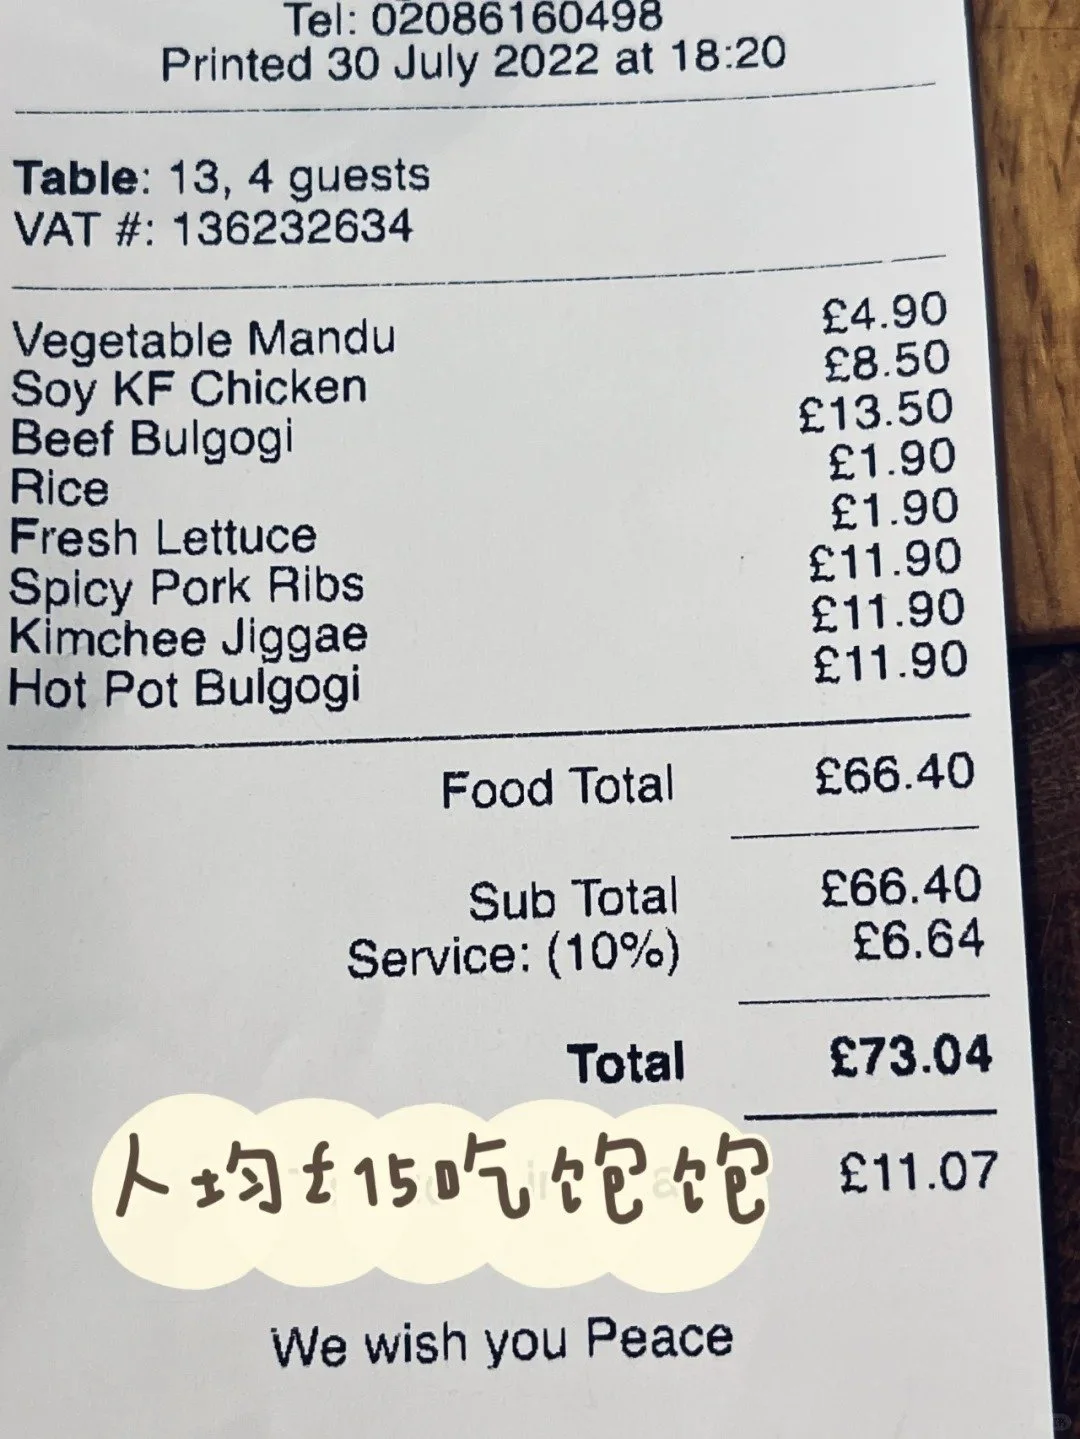 Tel: 02086160498
Printed 30 July 2022 at 18:20
Table: 13, 4 guests
VAT #: 136232634
Vegetable Mandu £4.90
Soy KF Chicken £8.50
Beef Bulgogi £13.50
Rice £1.90
Fresh Lettuce £1.90
Spicy Pork Ribs £11.90
Kimchee Jiggae £11.90
Hot Pot Bulgogi £11.90
Food Total £66.40
Sub Total £66.40
Service: (10%) £6.64
Total £73.04
人均£15吃饱饱 £11.07
We wish you Peace